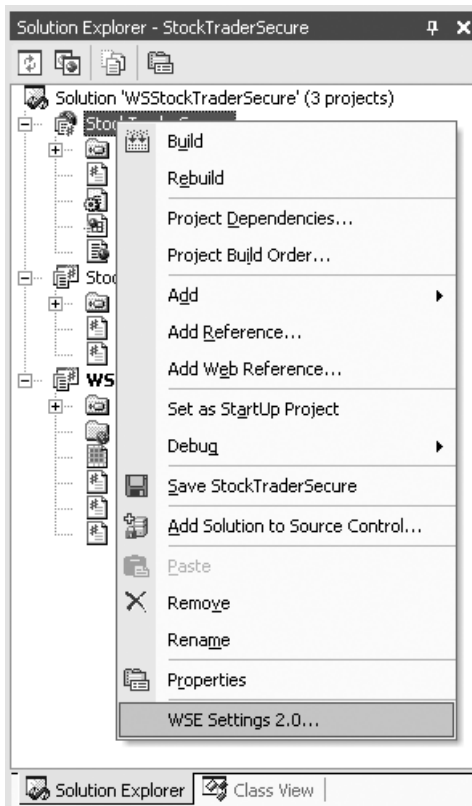 Solution Explorer - StockTraderSecure
Solution 'WSStockTraderSecure' (3 projects)
Build
Rebuild
Project Dependencies...
Project Build Order...
Add
Add Reference...
Add Web Reference...
Set as StartUp Project
Debug
Save StockTraderSecure
Add Solution to Source Control...
Paste
Remove
Rename
Properties
WSE Settings 2.0...
Solution Explorer Class View